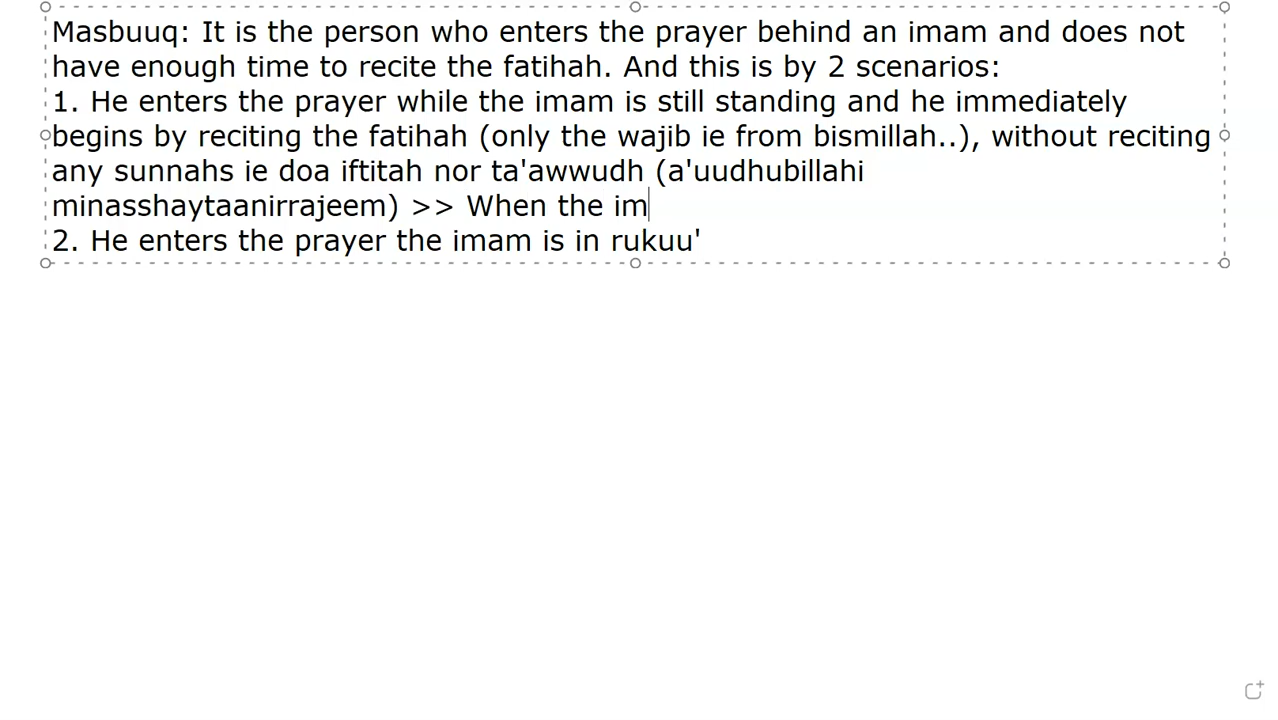 Masbuuq: It is the person who enters the prayer behind an imam and does not
have enough time to recite the fatihah. And this is by 2 scenarios:
1. He enters the prayer while the imam is still standing and he immediately
begins by reciting the fatihah (only the wajib ie from bismillah..), without reciting
any sunnahs ie doa iftitah nor ta'awwudh (a'uudhubillahi
minasshaytaanirrajeem) >> When the im
2. He enters the prayer the imam is in rukuu'